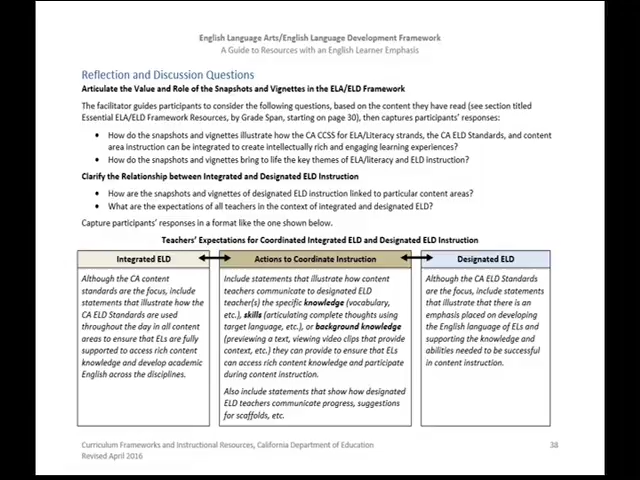 English Language Arts/English Language Development Framework
A Guide to Resources with an English Learner Emphasis
Reflection and Discussion Questions
Articulate the Value and Role of the Snapshots and Vignettes in the ELA/ELD Framework
The facilitator guides participants to consider the following questions, based on the content they have read (see section titled
Essential ELA/ELD Framework Resources, by Grade Span, starting on page 30), then captures participants' responses:
• How do the snapshots and vignettes illustrate how the CA CCSS for ELA/Literacy strands, the CA ELD Standards, and content
area instruction can be integrated to create intellectually rich and engaging learning experiences?
• How do the snapshots and vignettes bring to life the key themes of ELA/literacy and ELD instruction?
Clarify the Relationship between Integrated and Designated ELD Instruction
• How are the snapshots and vignettes of designated ELD instruction linked to particular content areas?
• What are the expectations of all teachers in the context of integrated and designated ELD?
Capture participants' responses in a format like the one shown below.
Teachers' Expectations for Coordinated Integrated ELD and Designated ELD Instruction
Integrated ELD
Although the CA content
standards are the focus, include
statements that illustrate how the
CA ELD Standards are used
throughout the day in all content
areas to ensure that ELs are fully
supported to access rich content
knowledge and develop academic
English across the disciplines.
Actions to Coordinate Instruction
Include statements that illustrate how content
teachers communicate to designated ELD
teacher(s) the specific knowledge (vocabulary,
etc.), skills (articulating complete thoughts using
target language, etc.), or background knowledge
(previewing a text, viewing video clips that provide
context, etc.) they can provide to ensure that ELs
can access rich content knowledge and participate
during content instruction.
Also include statements that show how designated
ELD teachers communicate progress, suggestions
for scaffolds, etc.
Designated ELD
Although the CA ELD Standards
are the focus, include statements
that illustrate that there is an
emphasis placed on developing
the English language of ELs and
supporting the knowledge and
abilities needed to be successful
in content instruction.
Curriculum Frameworks and Instructional Resources, California Department of Education 38
Revised April 2016